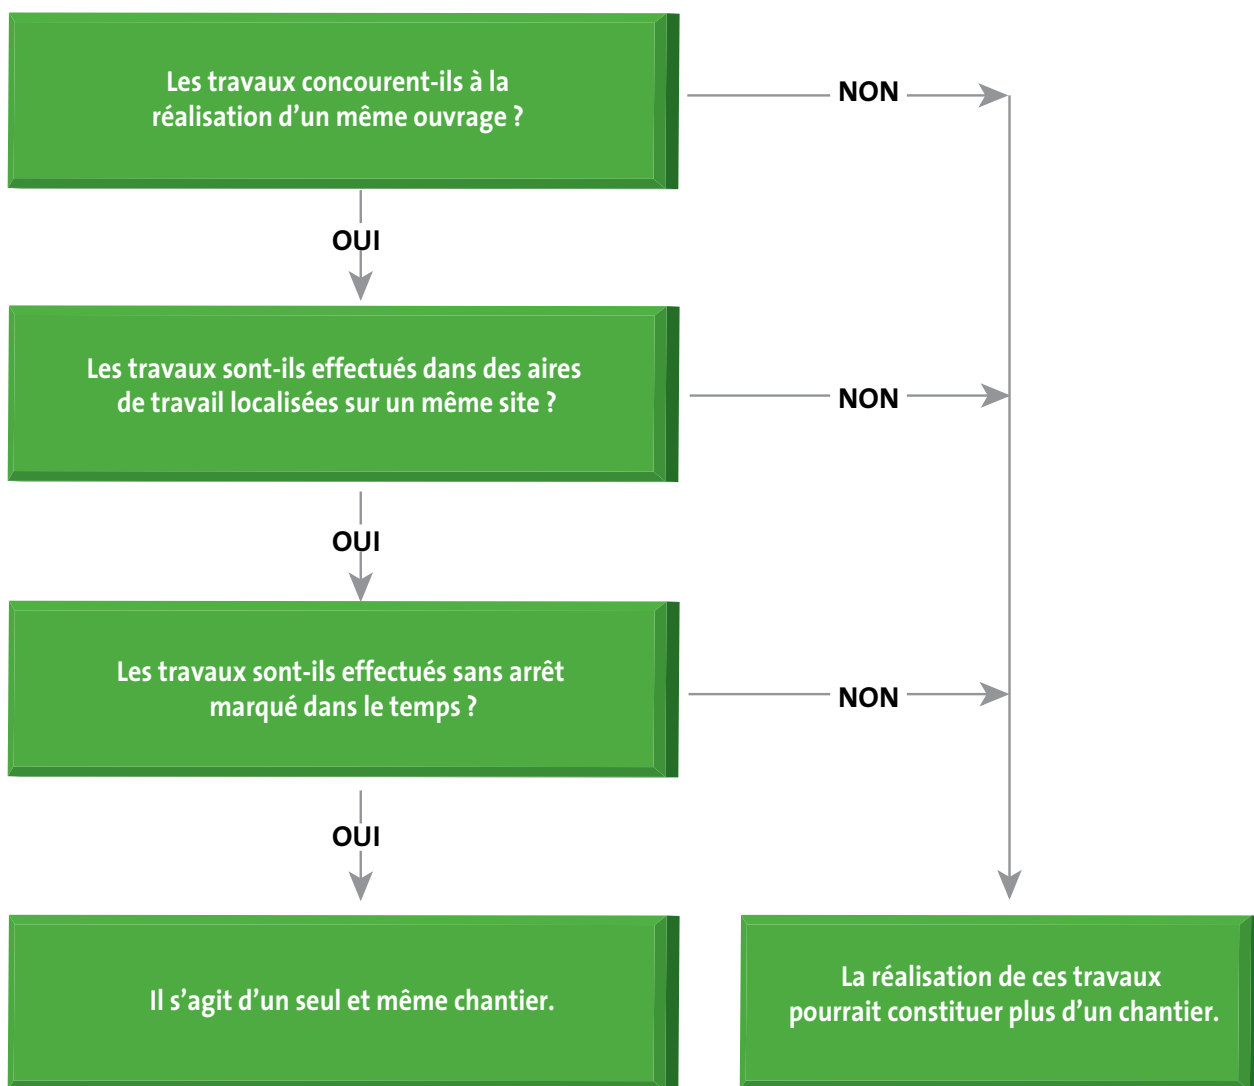 Les travaux concourent-ils à la
réalisation d’un même ouvrage ?
NON
OUI
Les travaux sont-ils effectués dans des aires
de travail localisées sur un même site ?
NON
OUI
Les travaux sont-ils effectués sans arrêt
marqué dans le temps ?
NON
OUI
Il s’agit d’un seul et même chantier.
La réalisation de ces travaux
pourrait constituer plus d’un chantier.